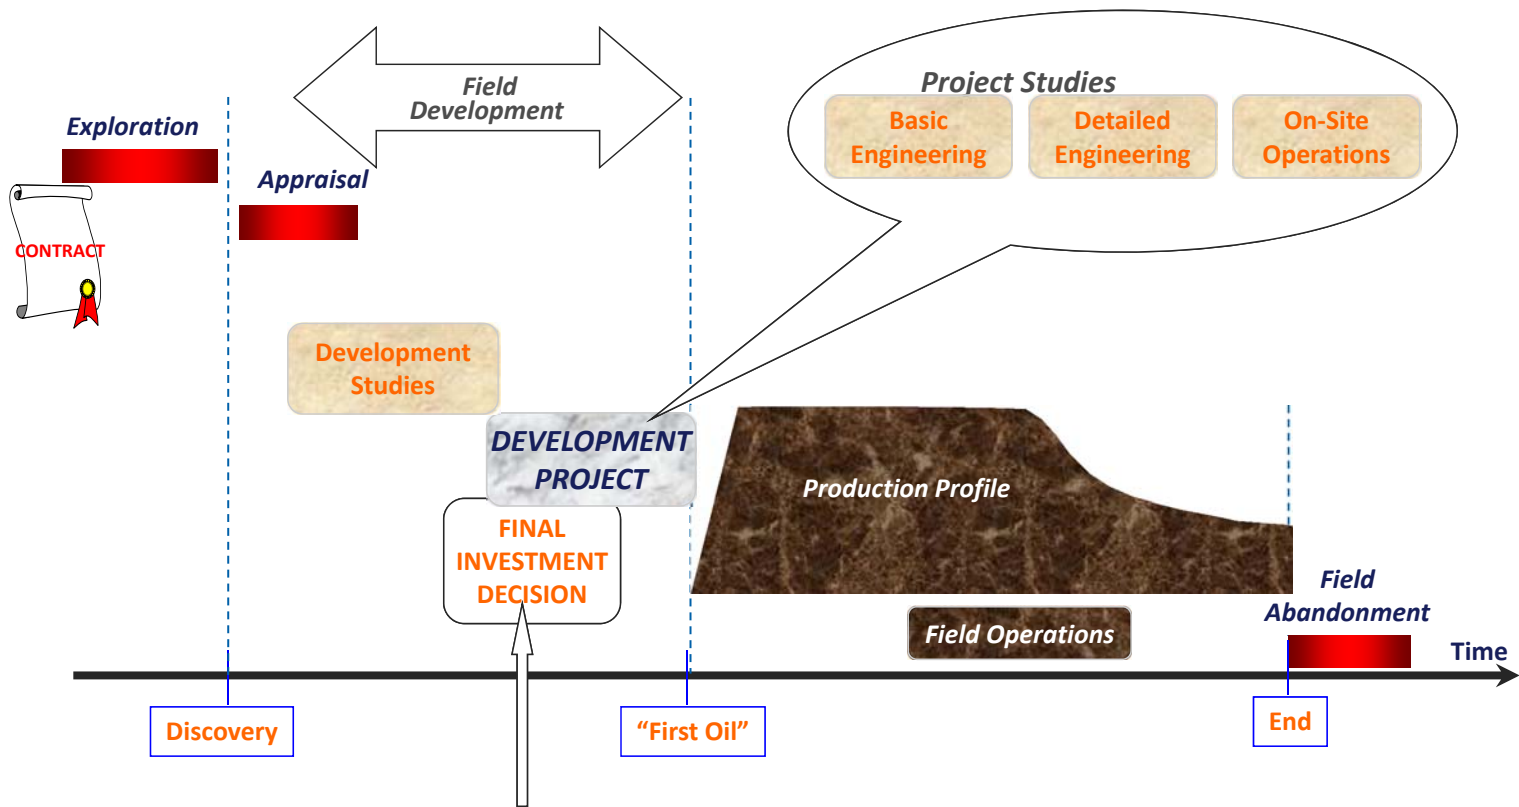 Field
Development
Project Studies
Basic
Engineering
Detailed
Engineering
On-Site
Operations
Exploration
Appraisal
CONTRACT
Development
Studies
DEVELOPMENT
PROJECT
Production Profile
FINAL
INVESTMENT
DECISION
Field Operations
Field
Abandonment
Time
Discovery
“First Oil”
End